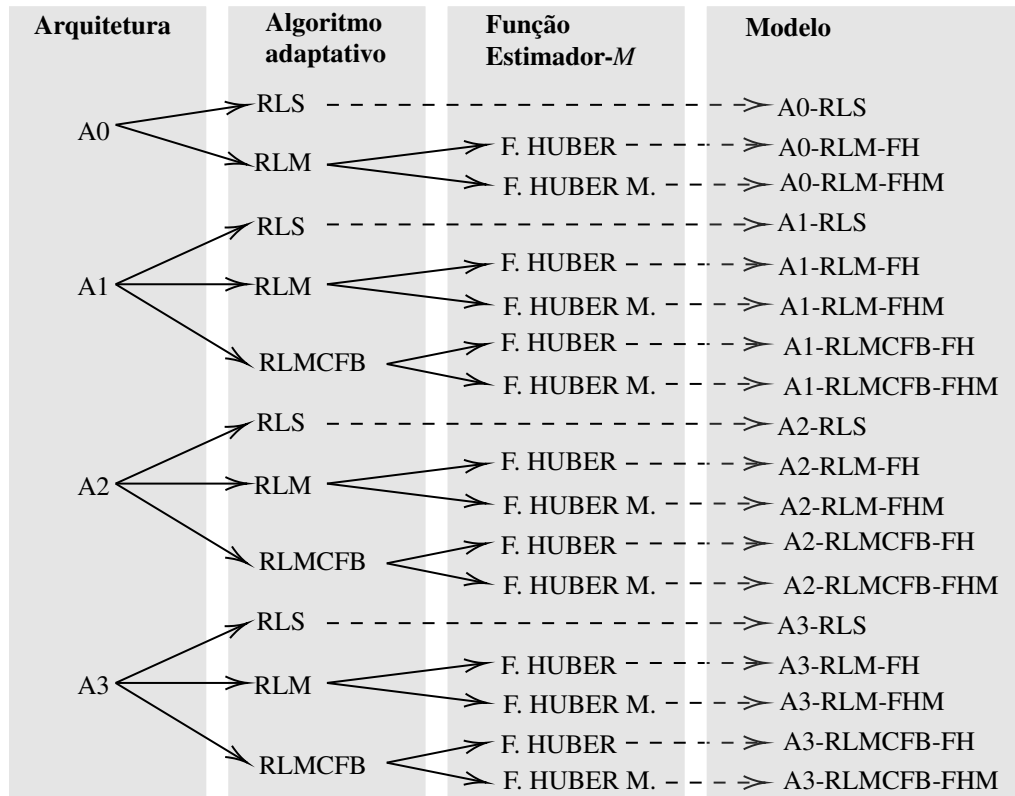 Arquitetura
Algoritmo
adaptativo
Função
Estimador-M
Modelo
A0
RLS
A0-RLS
RLM
F. HUBER
A0-RLM-FH
F. HUBER M.
A0-RLM-FHM
A1
RLS
A1-RLS
RLM
F. HUBER
A1-RLM-FH
F. HUBER M.
A1-RLM-FHM
RLMCFB
F. HUBER
A1-RLMCFB-FH
F. HUBER M.
A1-RLMCFB-FHM
A2
RLS
A2-RLS
RLM
F. HUBER
A2-RLM-FH
F. HUBER M.
A2-RLM-FHM
RLMCFB
F. HUBER
A2-RLMCFB-FH
F. HUBER M.
A2-RLMCFB-FHM
A3
RLS
A3-RLS
RLM
F. HUBER
A3-RLM-FH
F. HUBER M.
A3-RLM-FHM
RLMCFB
F. HUBER
A3-RLMCFB-FH
F. HUBER M.
A3-RLMCFB-FHM